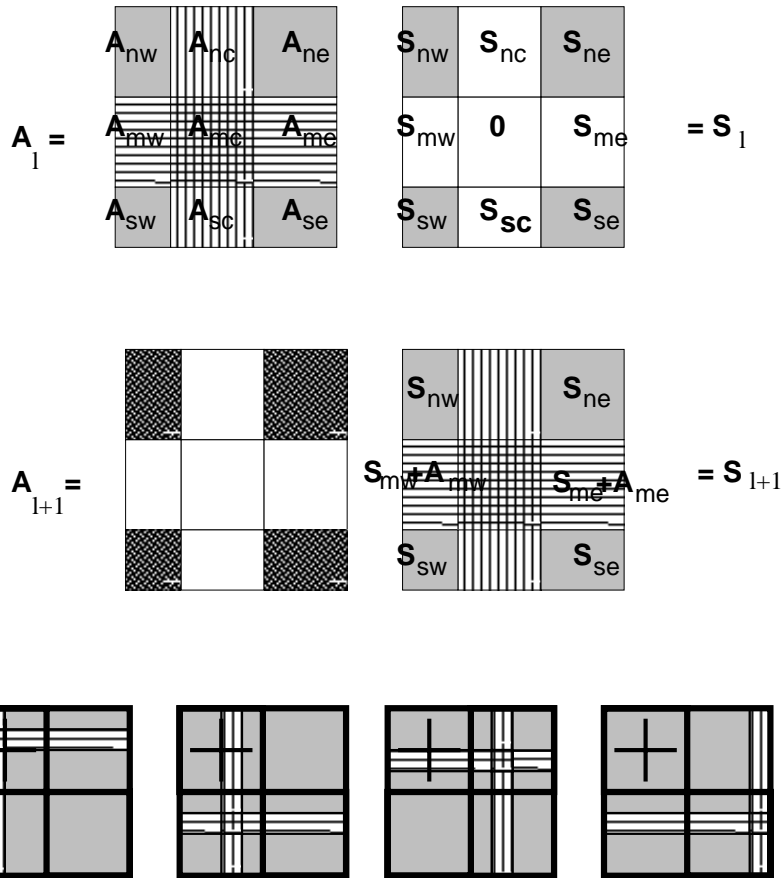 A_nw A_nc A_ne S_nw S_nc S_ne
A_l = A_mw A_mc A_me S_mw 0 S_me = S_l
A_sw A_sc A_se S_sw S_sc S_se
S_nw S_ne
A_l+1 = S_mw+A_mw S_me+A_me = S_l+1
S_sw S_se